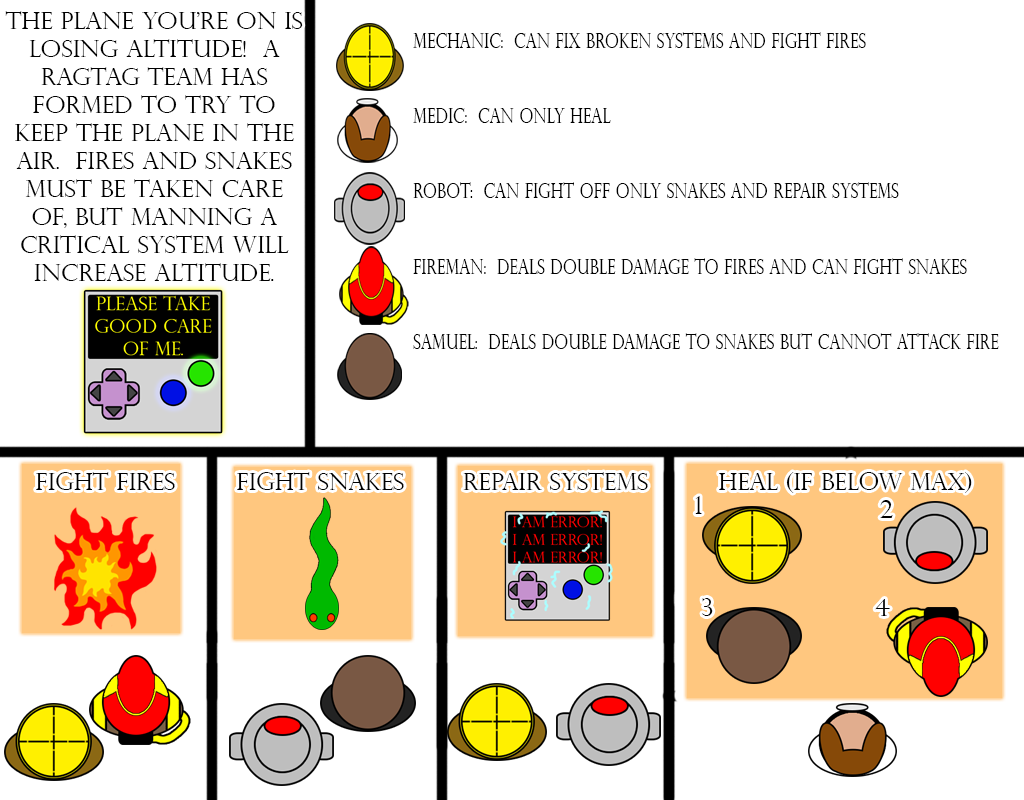 THE PLANE YOU'RE ON IS
LOSING ALTITUDE! A
RAGTAG TEAM HAS
FORMED TO TRY TO
KEEP THE PLANE IN THE
AIR. FIRES AND SNAKES
MUST BE TAKEN CARE
OF, BUT MANNING A
CRITICAL SYSTEM WILL
INCREASE ALTITUDE.
PLEASE TAKE
GOOD CARE
OF ME.
MECHANIC: CAN FIX BROKEN SYSTEMS AND FIGHT FIRES
MEDIC: CAN ONLY HEAL
ROBOT: CAN FIGHT OFF ONLY SNAKES AND REPAIR SYSTEMS
FIREMAN: DEALS DOUBLE DAMAGE TO FIRES AND CAN FIGHT SNAKES
SAMUEL: DEALS DOUBLE DAMAGE TO SNAKES BUT CANNOT ATTACK FIRE
FIGHT FIRES
FIGHT SNAKES
REPAIR SYSTEMS
I AM ERROR!
I AM ERROR!
I AM ERROR!
HEAL (IF BELOW MAX)
1
2
3
4